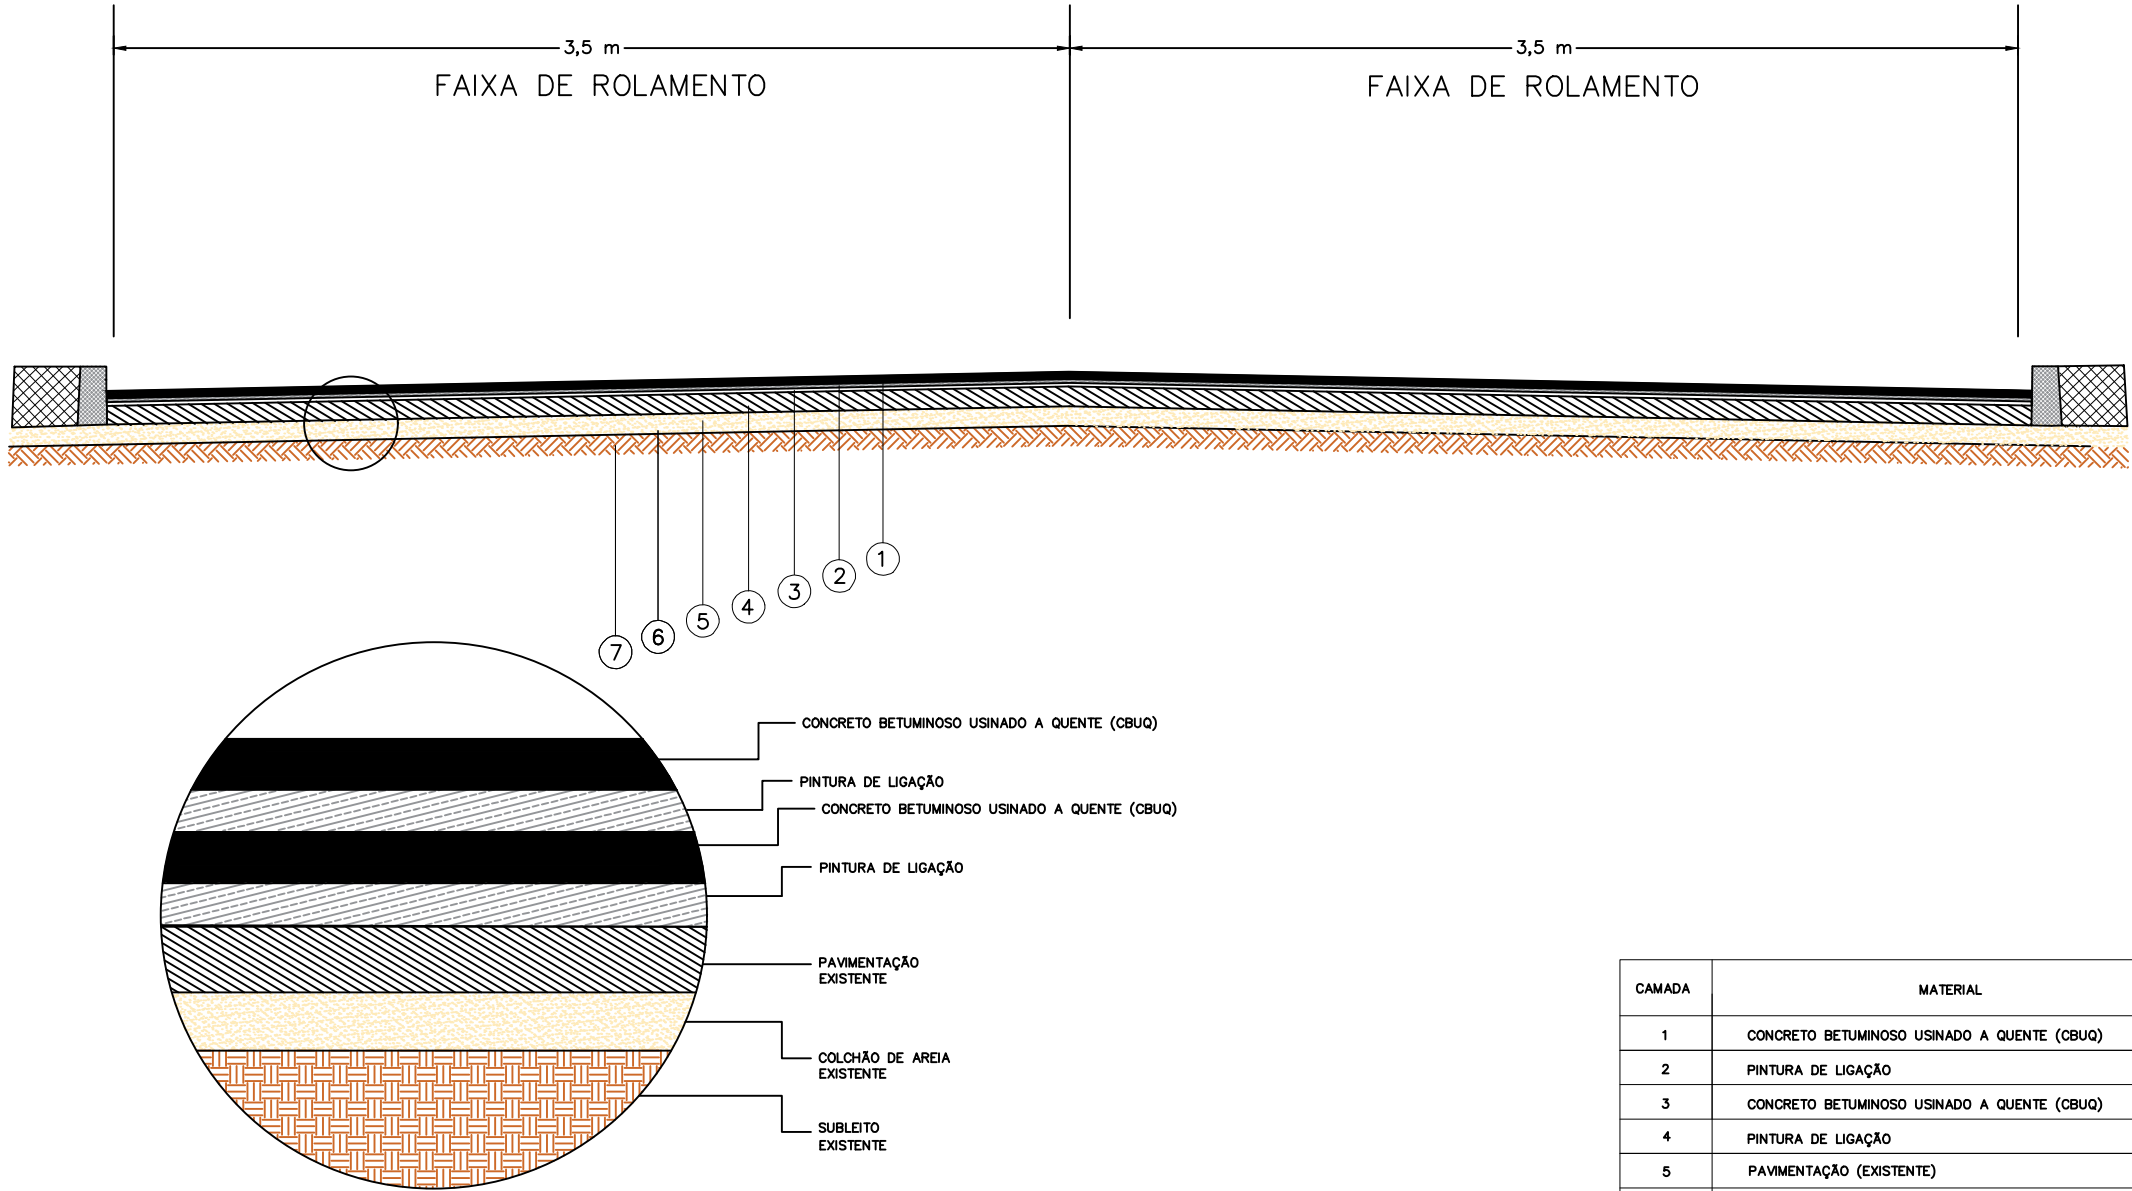 3,5 m
3,5 m
FAIXA DE ROLAMENTO
FAIXA DE ROLAMENTO
1
2
3
4
5
6
7
CONCRETO BETUMINOSO USINADO A QUENTE (CBUQ)
PINTURA DE LIGAÇÃO
CONCRETO BETUMINOSO USINADO A QUENTE (CBUQ)
PINTURA DE LIGAÇÃO
PAVIMENTAÇÃO
EXISTENTE
COLCHÃO DE AREIA
EXISTENTE
SUBLEITO
EXISTENTE
CAMADA MATERIAL
1 CONCRETO BETUMINOSO USINADO A QUENTE (CBUQ)
2 PINTURA DE LIGAÇÃO
3 CONCRETO BETUMINOSO USINADO A QUENTE (CBUQ)
4 PINTURA DE LIGAÇÃO
5 PAVIMENTAÇÃO (EXISTENTE)